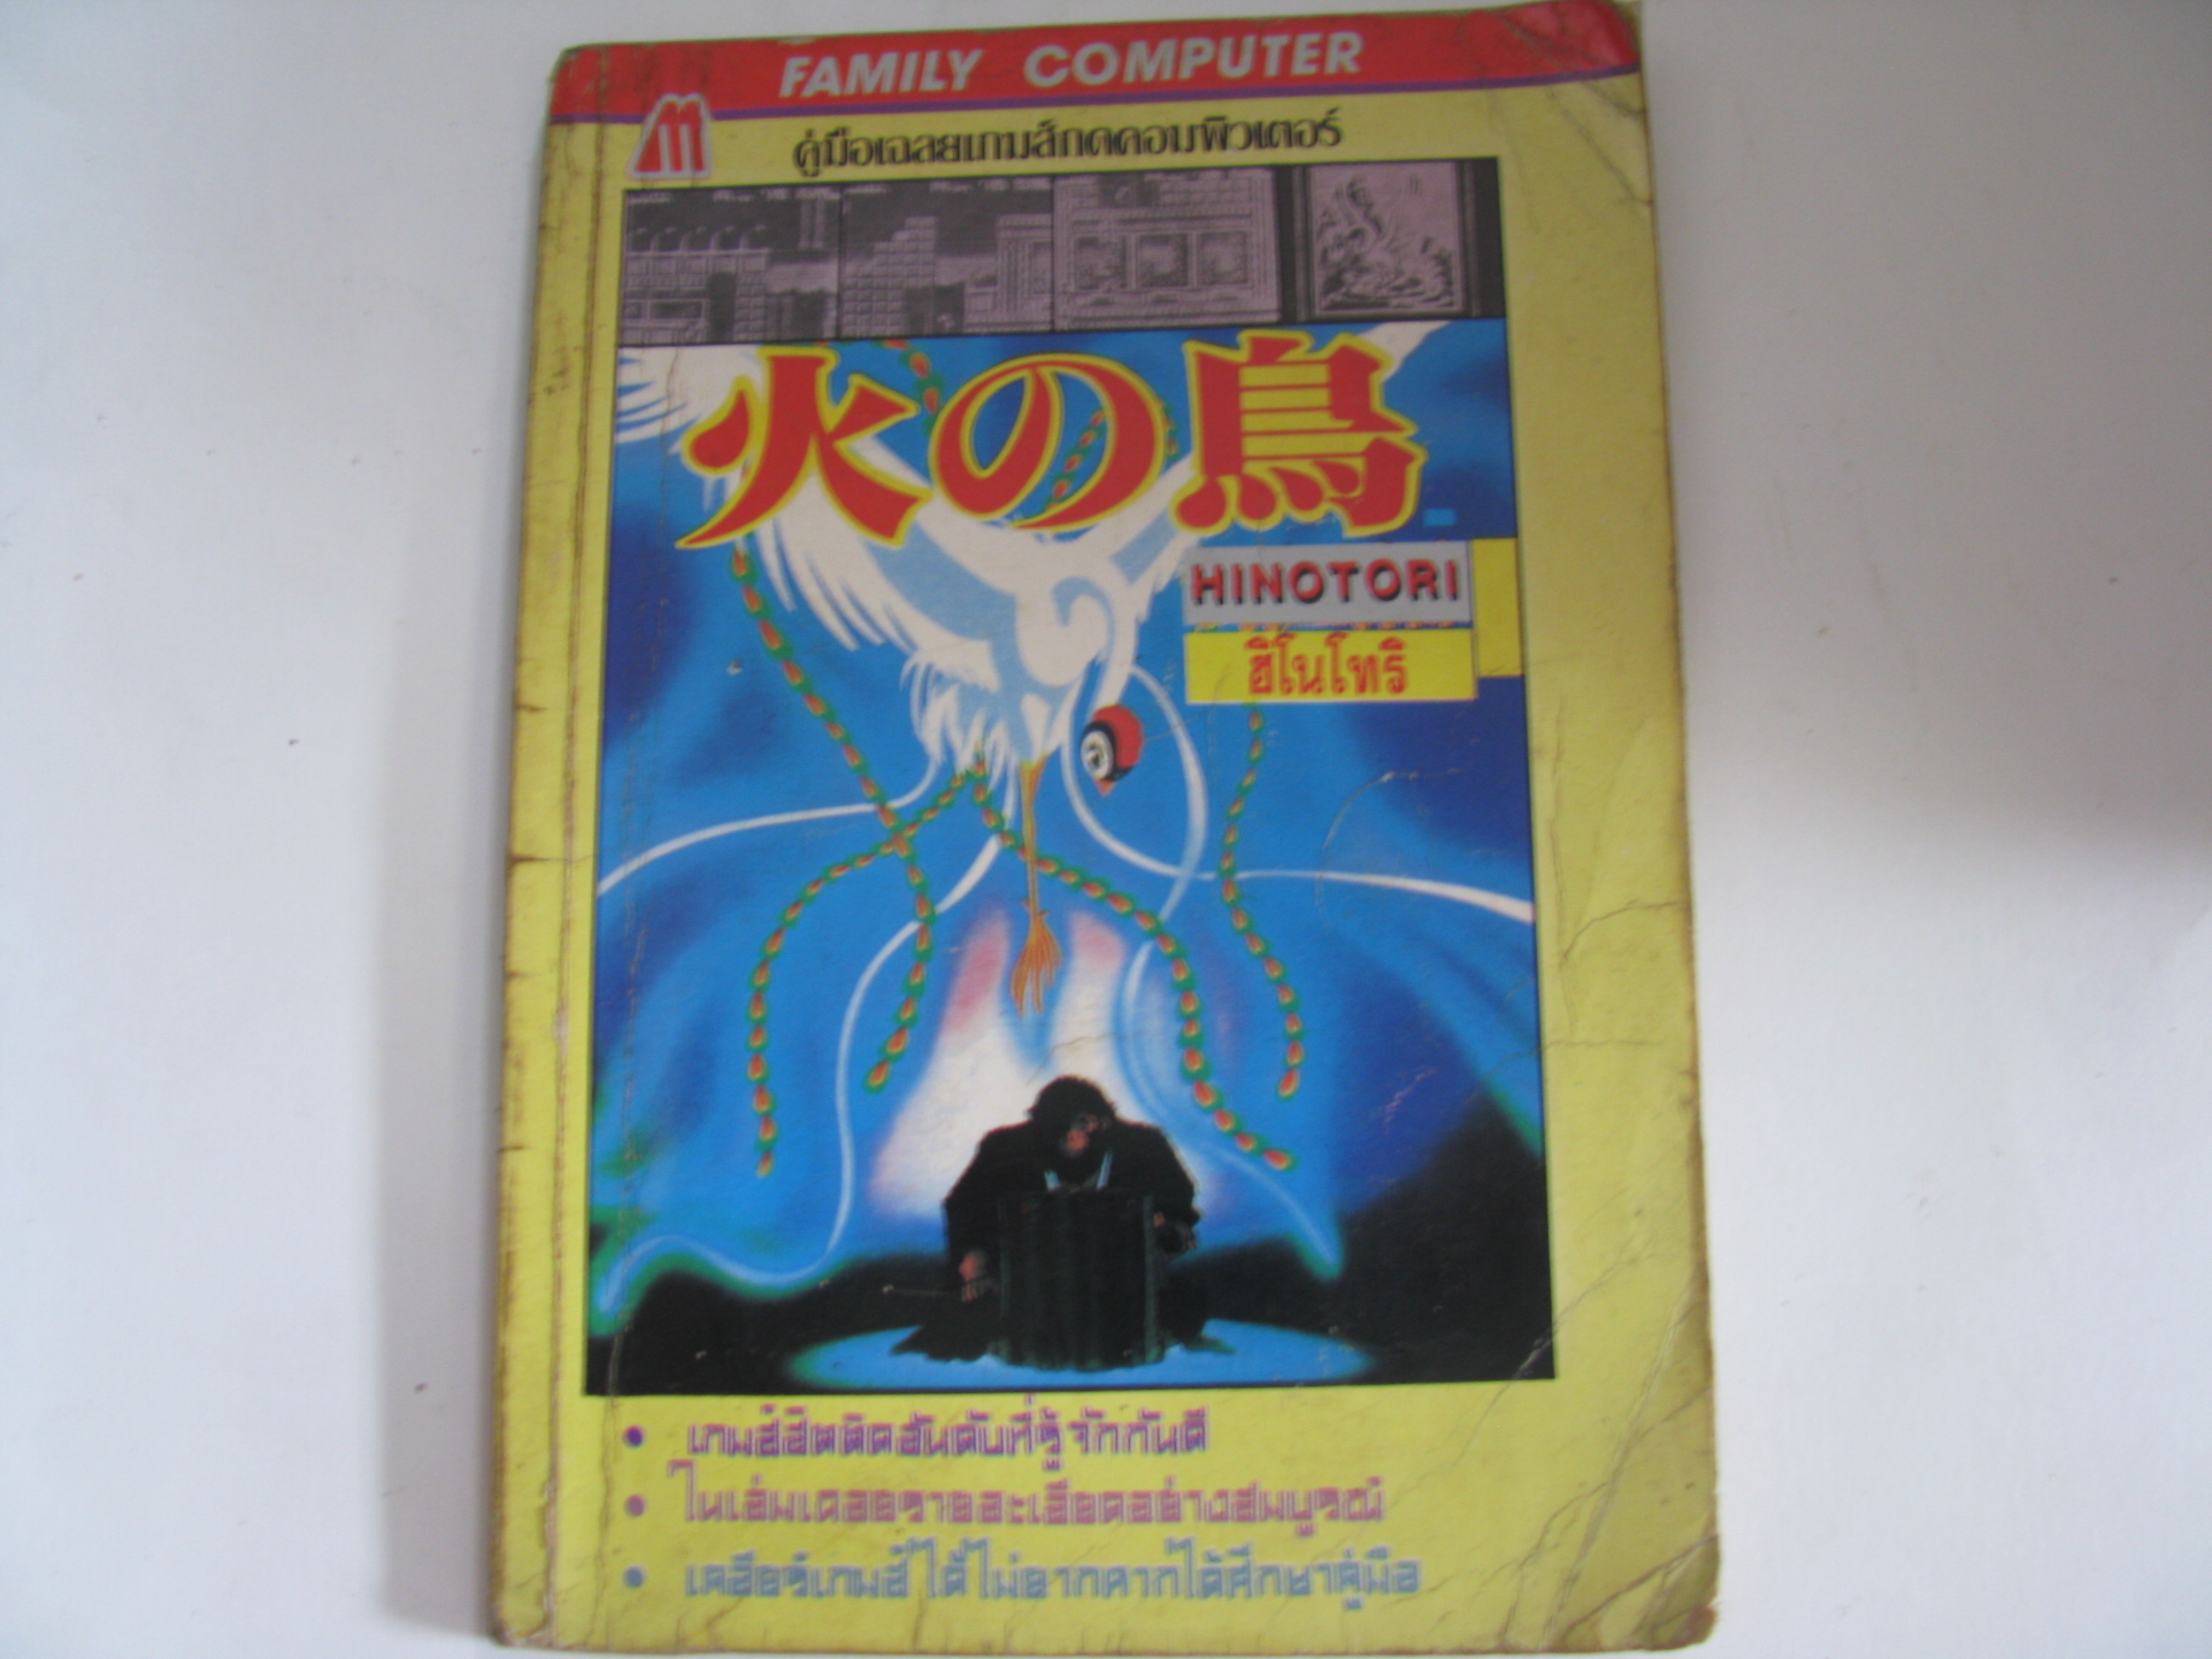 FAMILY COMPUTER
คู่มือเฉลยเกมส์กดคอมพิวเตอร์
火の鳥
HINOTORI
ฮิโนโทริ
• เกมส์ฮิตติดอันดับที่รู้จักกันดี
• ในเล่มเฉลยรายละเอียดอย่างสมบูรณ์
• เคลียร์เกมส์ได้ไม่ยากหากได้ศึกษาคู่มือ